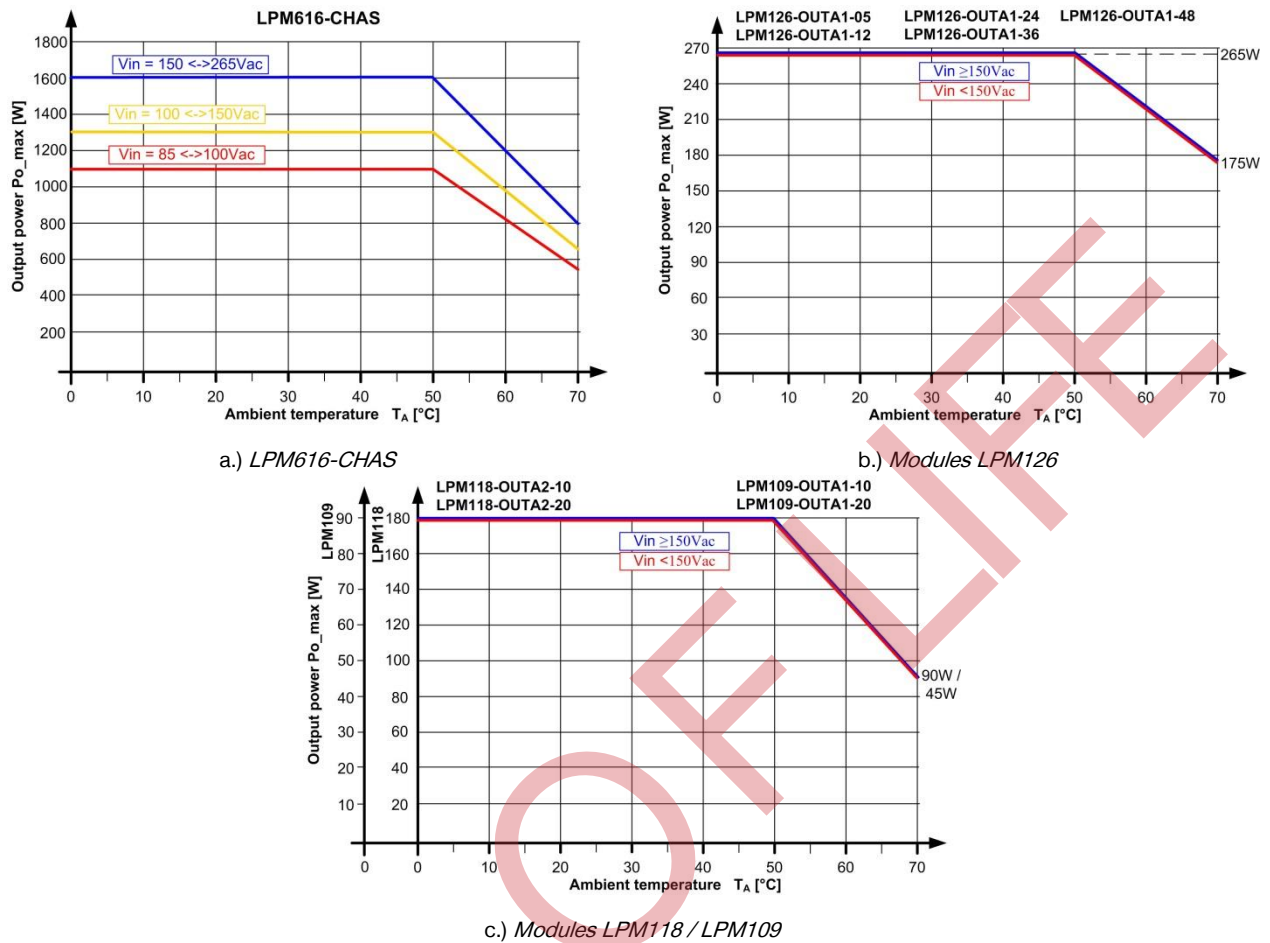 LPM616-CHAS
1800
1600
1400
1200
1000
800
600
400
200
Output power Po_max [W]
Vin = 150 <->265Vac
Vin = 100 <->150Vac
Vin = 85 <->100Vac
0 10 20 30 40 50 60 70
Ambient temperature TA [°C]
a.) LPM616-CHAS
LPM126-OUTA1-05 LPM126-OUTA1-24 LPM126-OUTA1-48
LPM126-OUTA1-12 LPM126-OUTA1-36
270
240
210
180
150
120
90
60
30
Output power Po_max [W]
Vin ≥150Vac
Vin <150Vac
265W
175W
0 10 20 30 40 50 60 70
Ambient temperature TA [°C]
b.) Modules LPM126
LPM118-OUTA2-10 LPM109-OUTA1-10
LPM118-OUTA2-20 LPM109-OUTA1-20
LPM109
LPM118
90 180
80 160
70 140
60 120
50 100
40 80
30 60
20 40
10 20
Output power Po_max [W]
Vin ≥150Vac
Vin <150Vac
90W /
45W
0 0 10 20 30 40 50 60 70
Ambient temperature TA [°C]
c.) Modules LPM118 / LPM109
OF LIFE